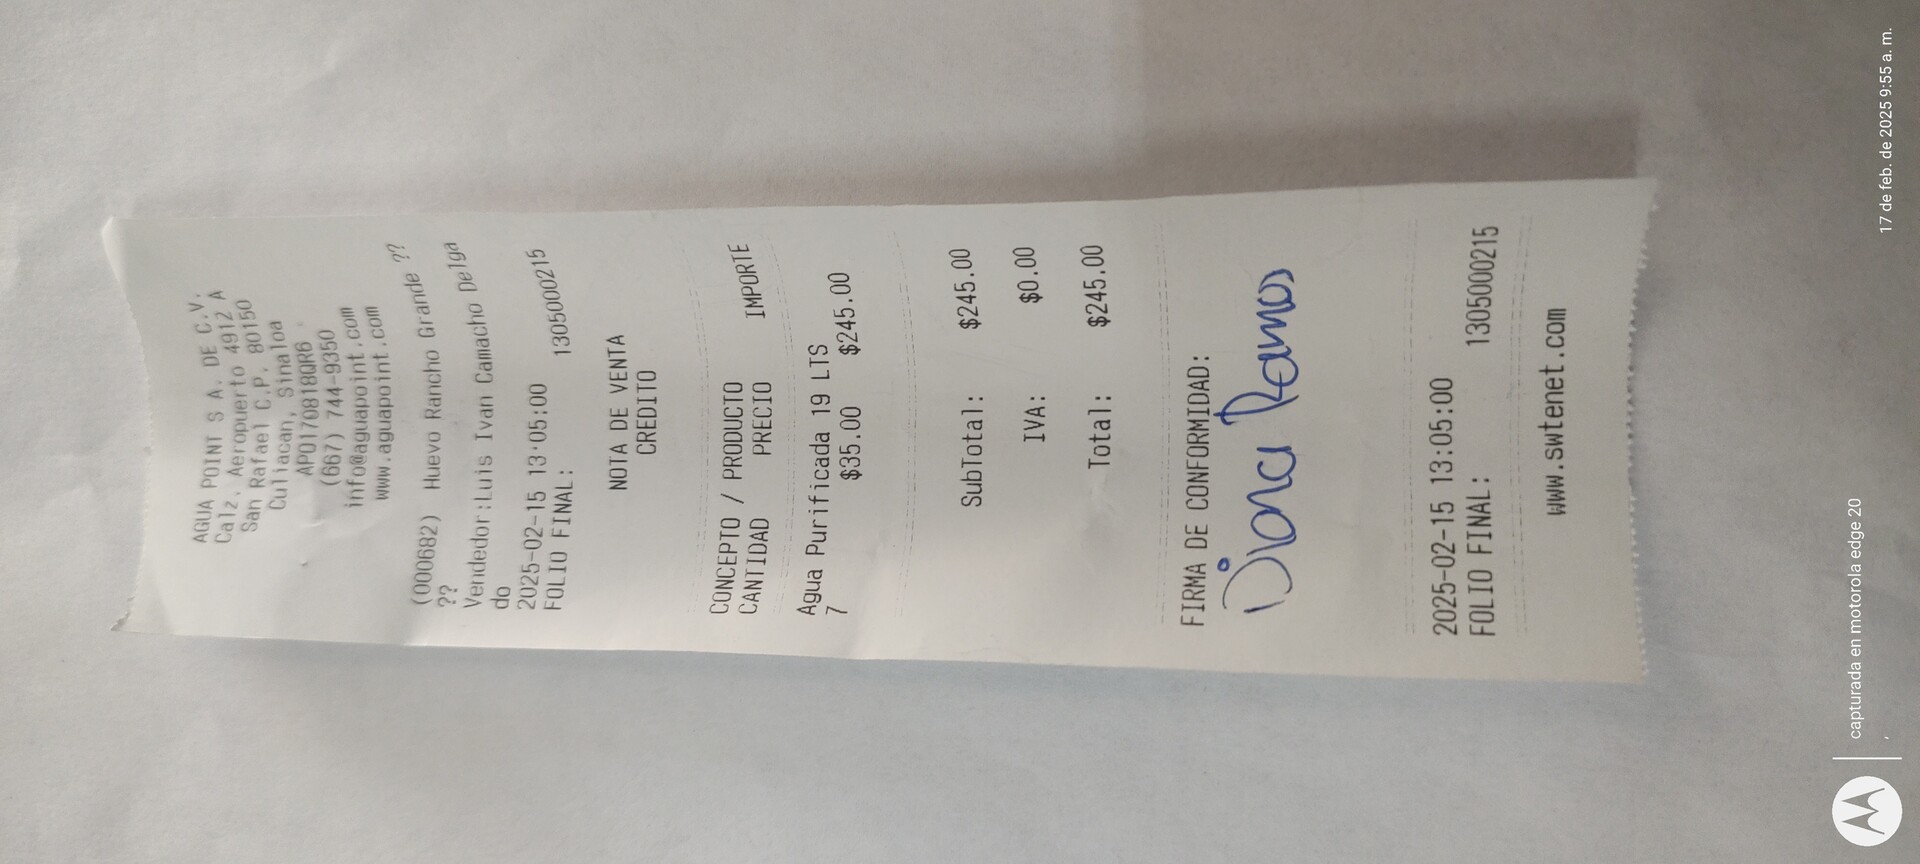 AGUA POINT S A. DE C.V.
Calz. Aeropuerto 4912 A
San Rafael C.P. 80150
Culiacan, Sinaloa
APO170818QR6
(667) 744-9350
info@aguapoint.com
www.aguapoint.com
(000682) Huevo Rancho Grande ??
??
Vendedor:Luis Ivan Camacho Delga
do
2025-02-15 13:05:00
FOLIO FINAL: 1305000215
NOTA DE VENTA
CREDITO
CONCEPTO / PRODUCTO
CANTIDAD PRECIO IMPORTE
Agua Purificada 19 LTS
7 $35.00 $245.00
SubTotal: $245.00
IVA: $0.00
Total: $245.00
FIRMA DE CONFORMIDAD:
Diana Ramos
2025-02-15 13:05:00
FOLIO FINAL: 1305000215
www.swtenet.com
capturada en motorola edge 20
,
17 de feb. de 2025 9:55 a. m.